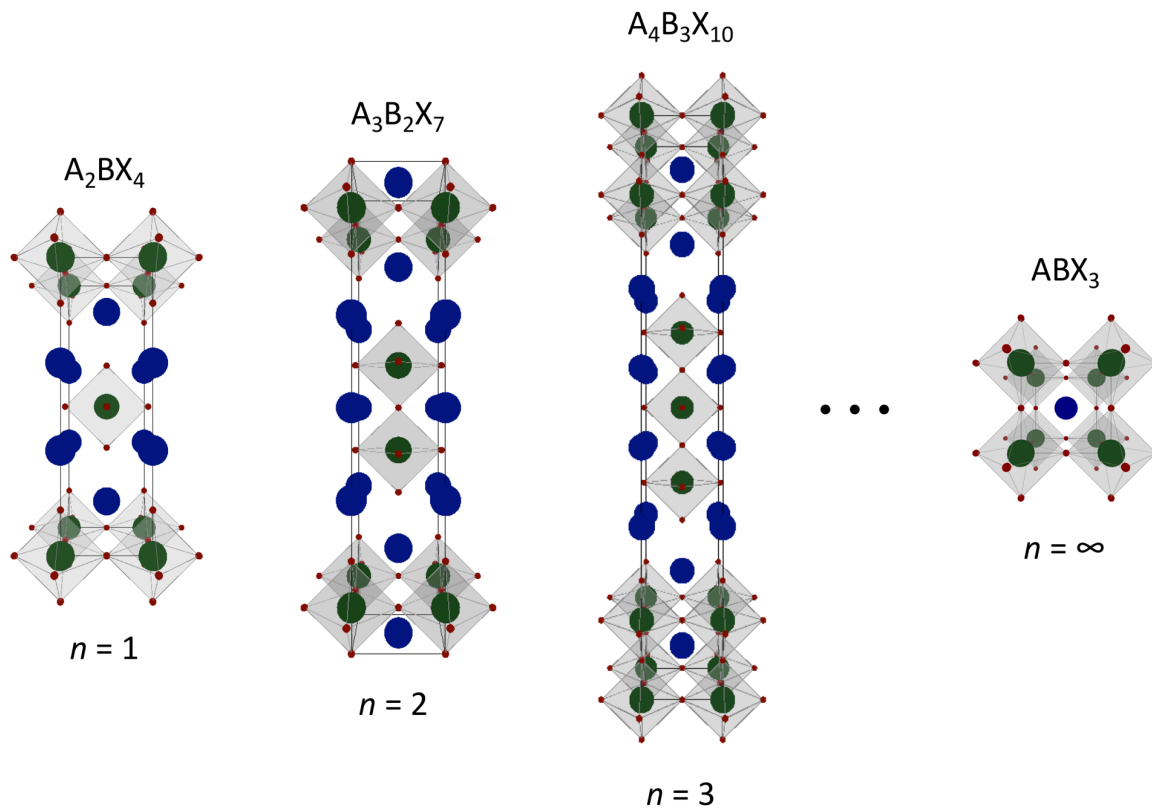 A₂BX₄
n = 1
A₃B₂X₇
n = 2
A₄B₃X₁₀
n = 3
• • •
ABX₃
n = ∞